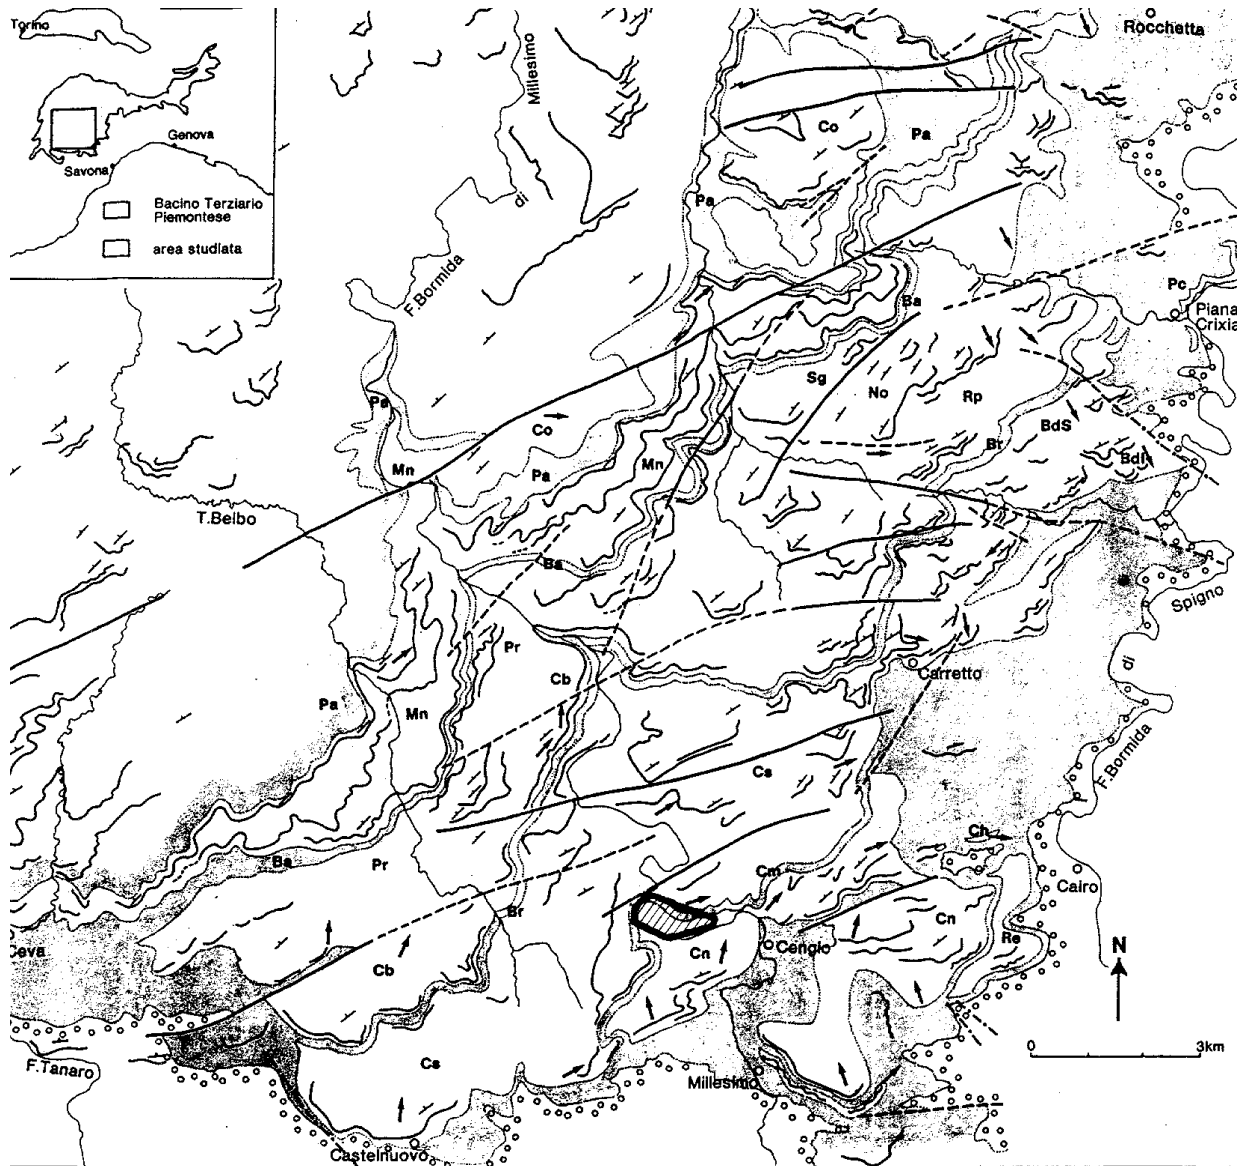 Torino
Genova
Savona
Bacino Terziario
Piemontese
area studiata
Millesimo
di
F.Bormida
Rocchetta
Co
Pa
Pa
Ba
Pc
Piana
Crixia
Sg
No
Rp
Pa
Co
Mn
Pa
Mn
Br
BdS
BdI
T.Belbo
Ba
Spigno
di
F.Bormida
Pr
Cb
Carretto
Pa
Mn
Cs
Ba
Pr
Ch
Cm
Cairo
Br
Cn
Cengio
Cn
Re
N
Ceva
Cb
0
3km
F.Tanaro
Cs
Millesimo
Castelnuovo